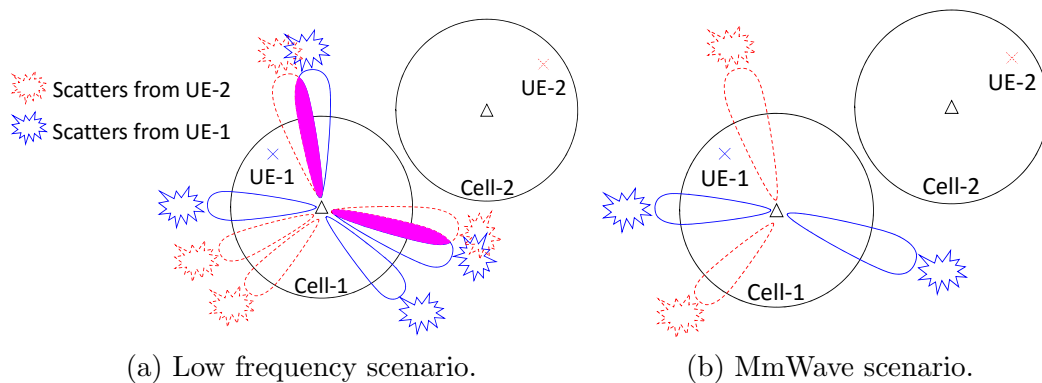 Scatters from UE-2
Scatters from UE-1
UE-1
UE-2
Cell-2
Cell-1
UE-1
UE-2
Cell-2
Cell-1
(a) Low frequency scenario.
(b) MmWave scenario.